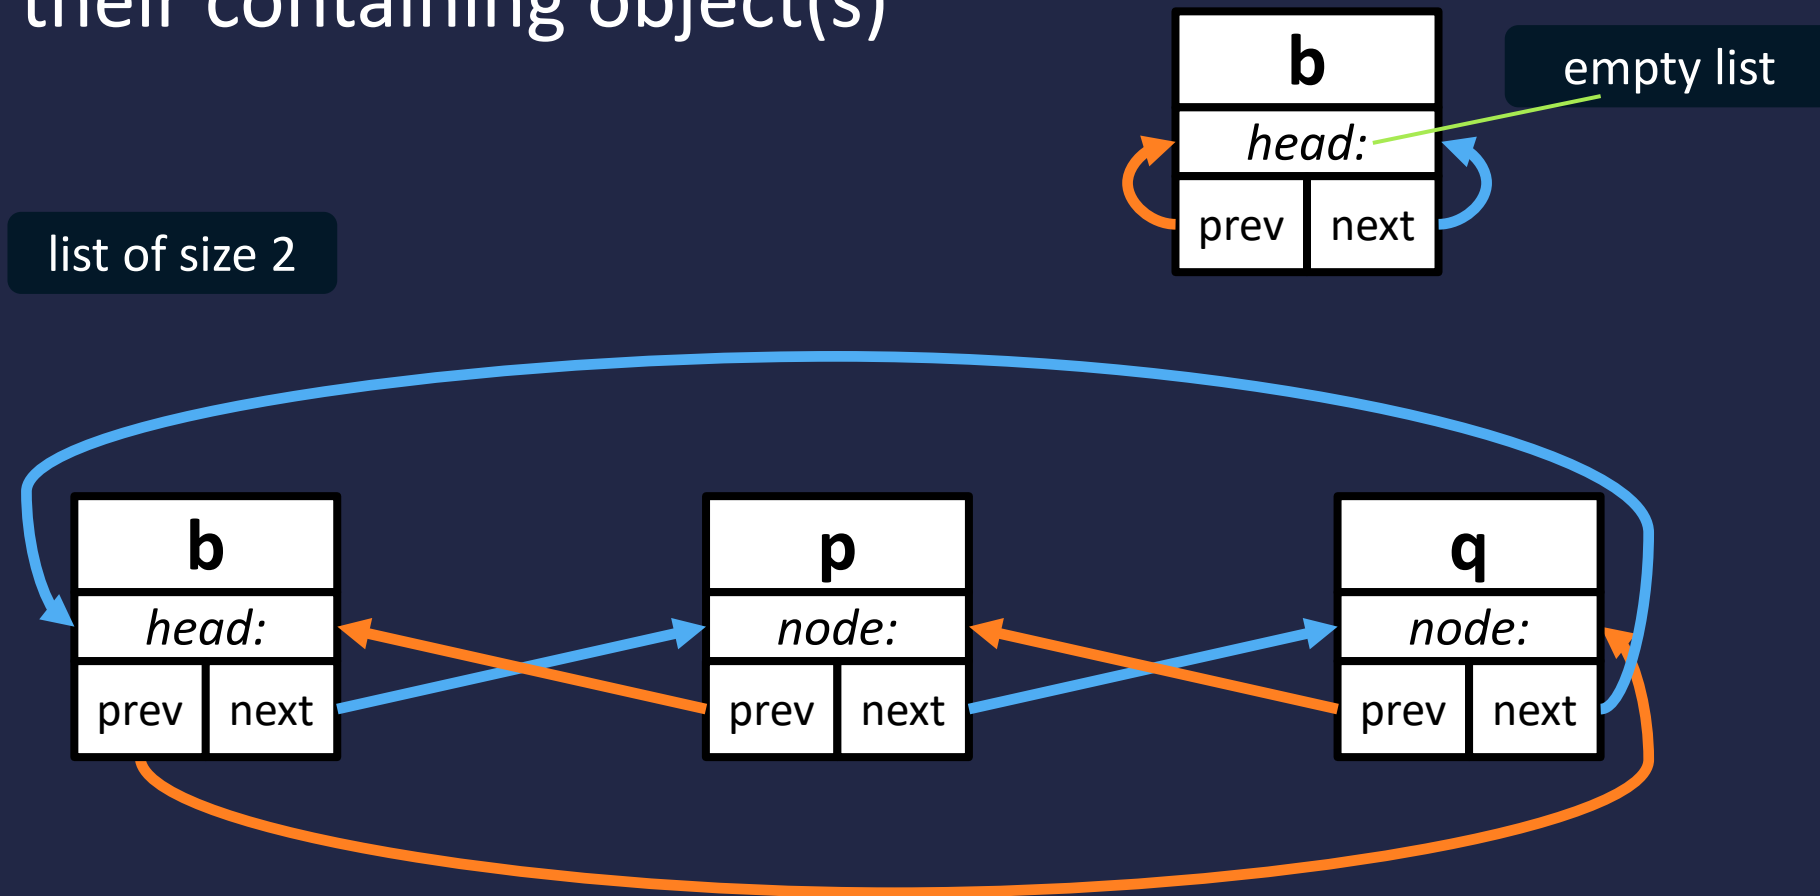 their containing object(s)
b
empty list
head:
prev next
list of size 2
b p q
head: node: node:
prev next prev next prev next